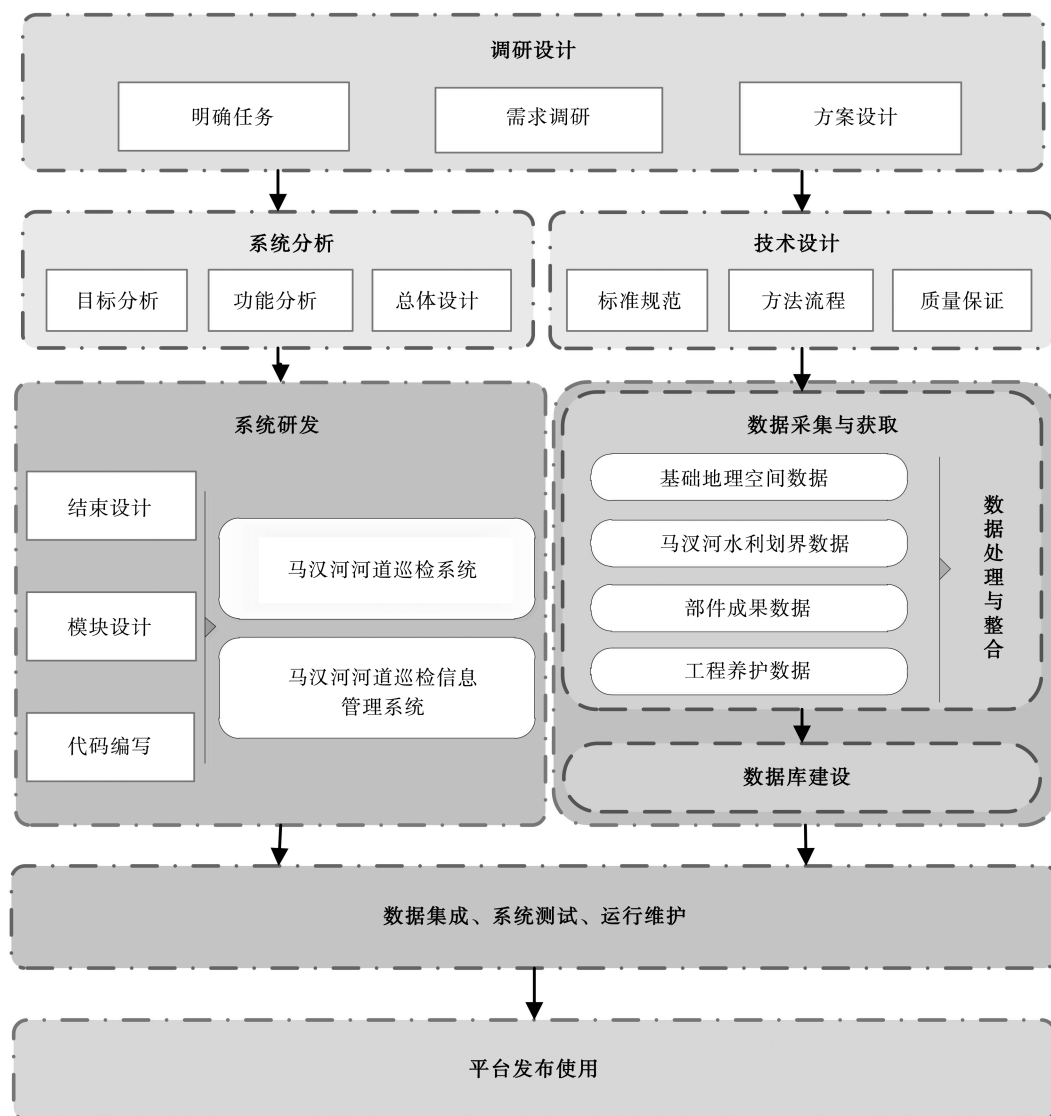 调研设计
明确任务
需求调研
方案设计
系统分析
目标分析
功能分析
总体设计
技术设计
标准规范
方法流程
质量保证
系统研发
结束设计
模块设计
代码编写
马汉河河道巡检系统
马汉河河道巡检信息
管理系统
数据采集与获取
基础地理空间数据
马汊河水利划界数据
部件成果数据
工程养护数据
数据处理与整合
数据库建设
数据集成、系统测试、运行维护
平台发布使用